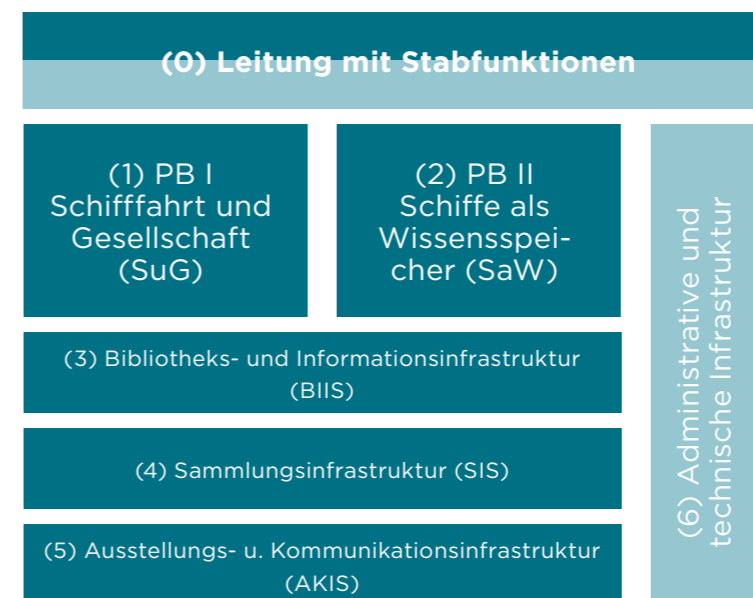 (0) Leitung mit Stabfunktionen
(1) PB I
Schifffahrt und
Gesellschaft
(SuG)
(2) PB II
Schiffe als
Wissensspei-
cher (SaW)
(3) Bibliotheks- und Informationsinfrastruktur
(BIIS)
(4) Sammlungsinfrastruktur (SIS)
(5) Ausstellungs- u. Kommunikationsinfrastruktur
(AKIS)
(6) Administrative und
technische Infrastruktur